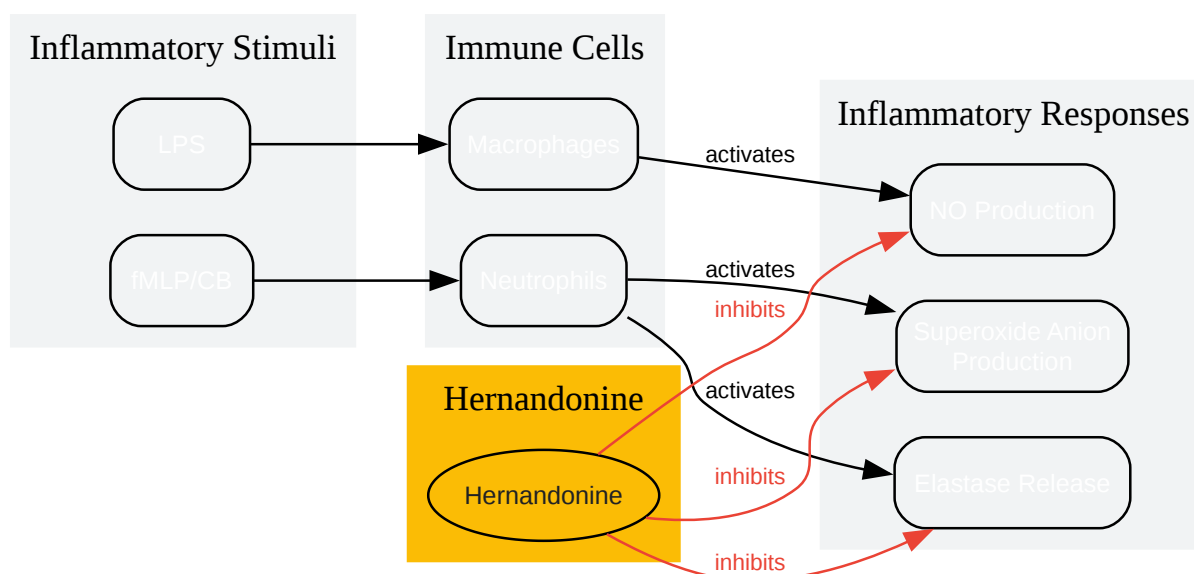 Inflammatory Stimuli
LPS
fMLP/CB
Immune Cells
Macrophages
Neutrophils
Hernandonine
Hernandonine
activates
activates
inhibits
activates
inhibits
inhibits
Inflammatory Responses
NO Production
Superoxide Anion
Production
Elastase Release